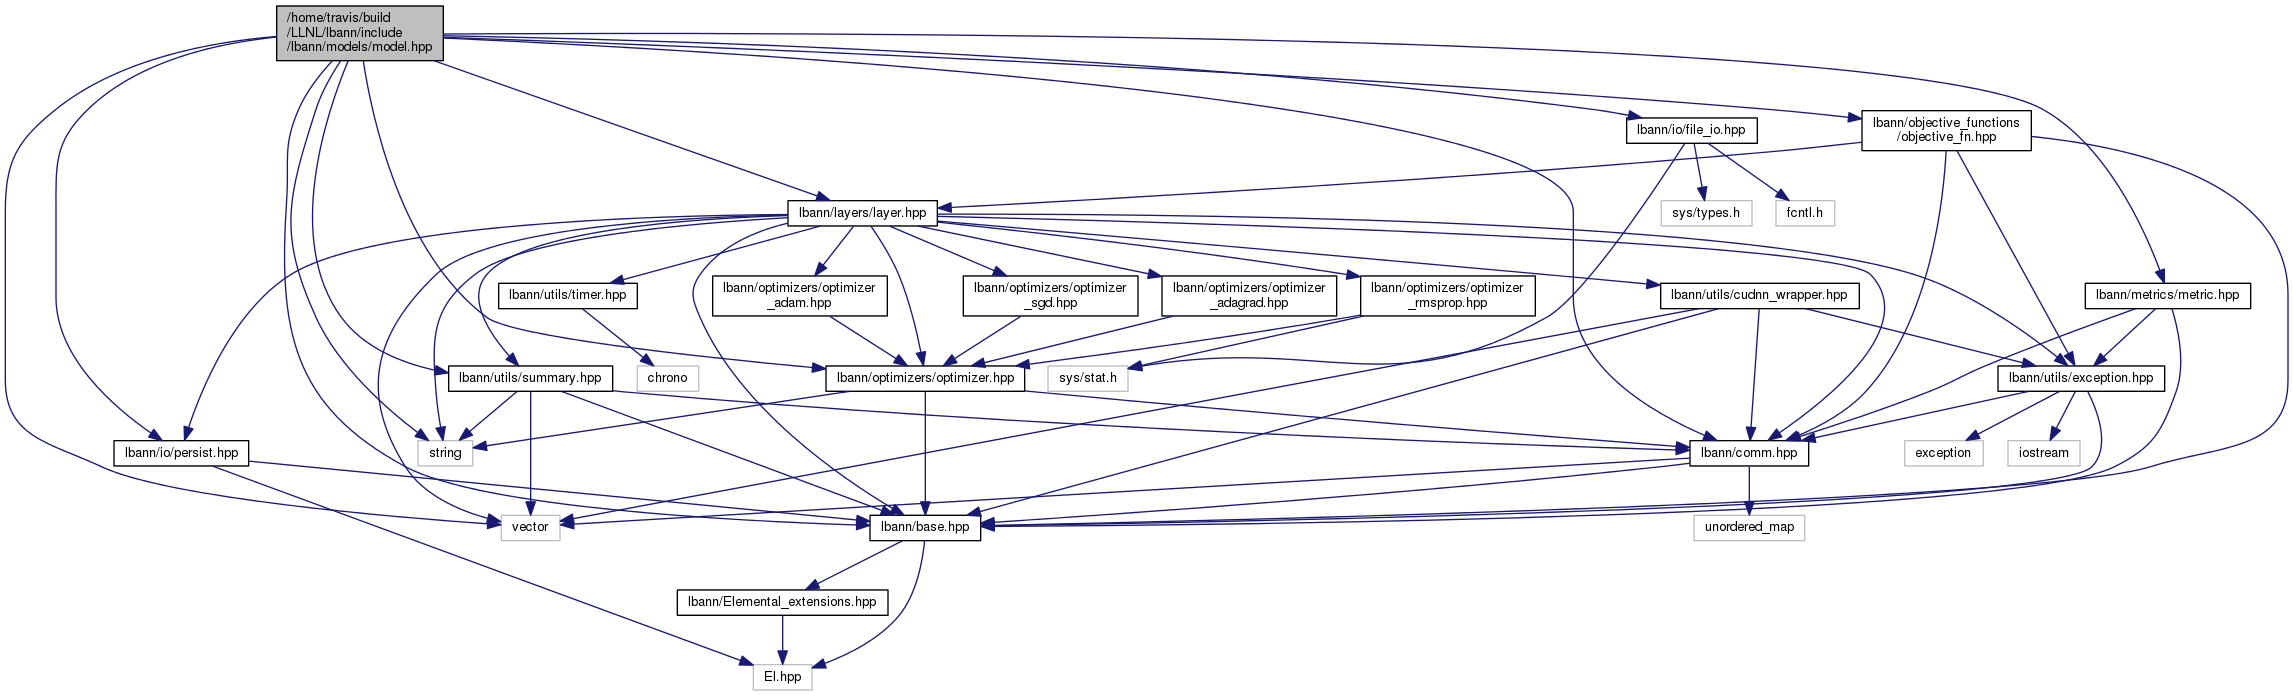 /home/travis/build
/LLNL/lbann/include
/lbann/models/model.hpp
lbann/io/file_io.hpp
lbann/objective_functions
/objective_fn.hpp
lbann/layers/layer.hpp
sys/types.h
fcntl.h
lbann/utils/timer.hpp
lbann/optimizers/optimizer
_adam.hpp
lbann/optimizers/optimizer
_sgd.hpp
lbann/optimizers/optimizer
_adagrad.hpp
lbann/optimizers/optimizer
_rmsprop.hpp
lbann/utils/cudnn_wrapper.hpp
lbann/metrics/metric.hpp
lbann/utils/summary.hpp
chrono
lbann/optimizers/optimizer.hpp
sys/stat.h
lbann/utils/exception.hpp
lbann/io/persist.hpp
string
lbann/comm.hpp
exception
iostream
vector
lbann/base.hpp
unordered_map
lbann/Elemental_extensions.hpp
El.hpp